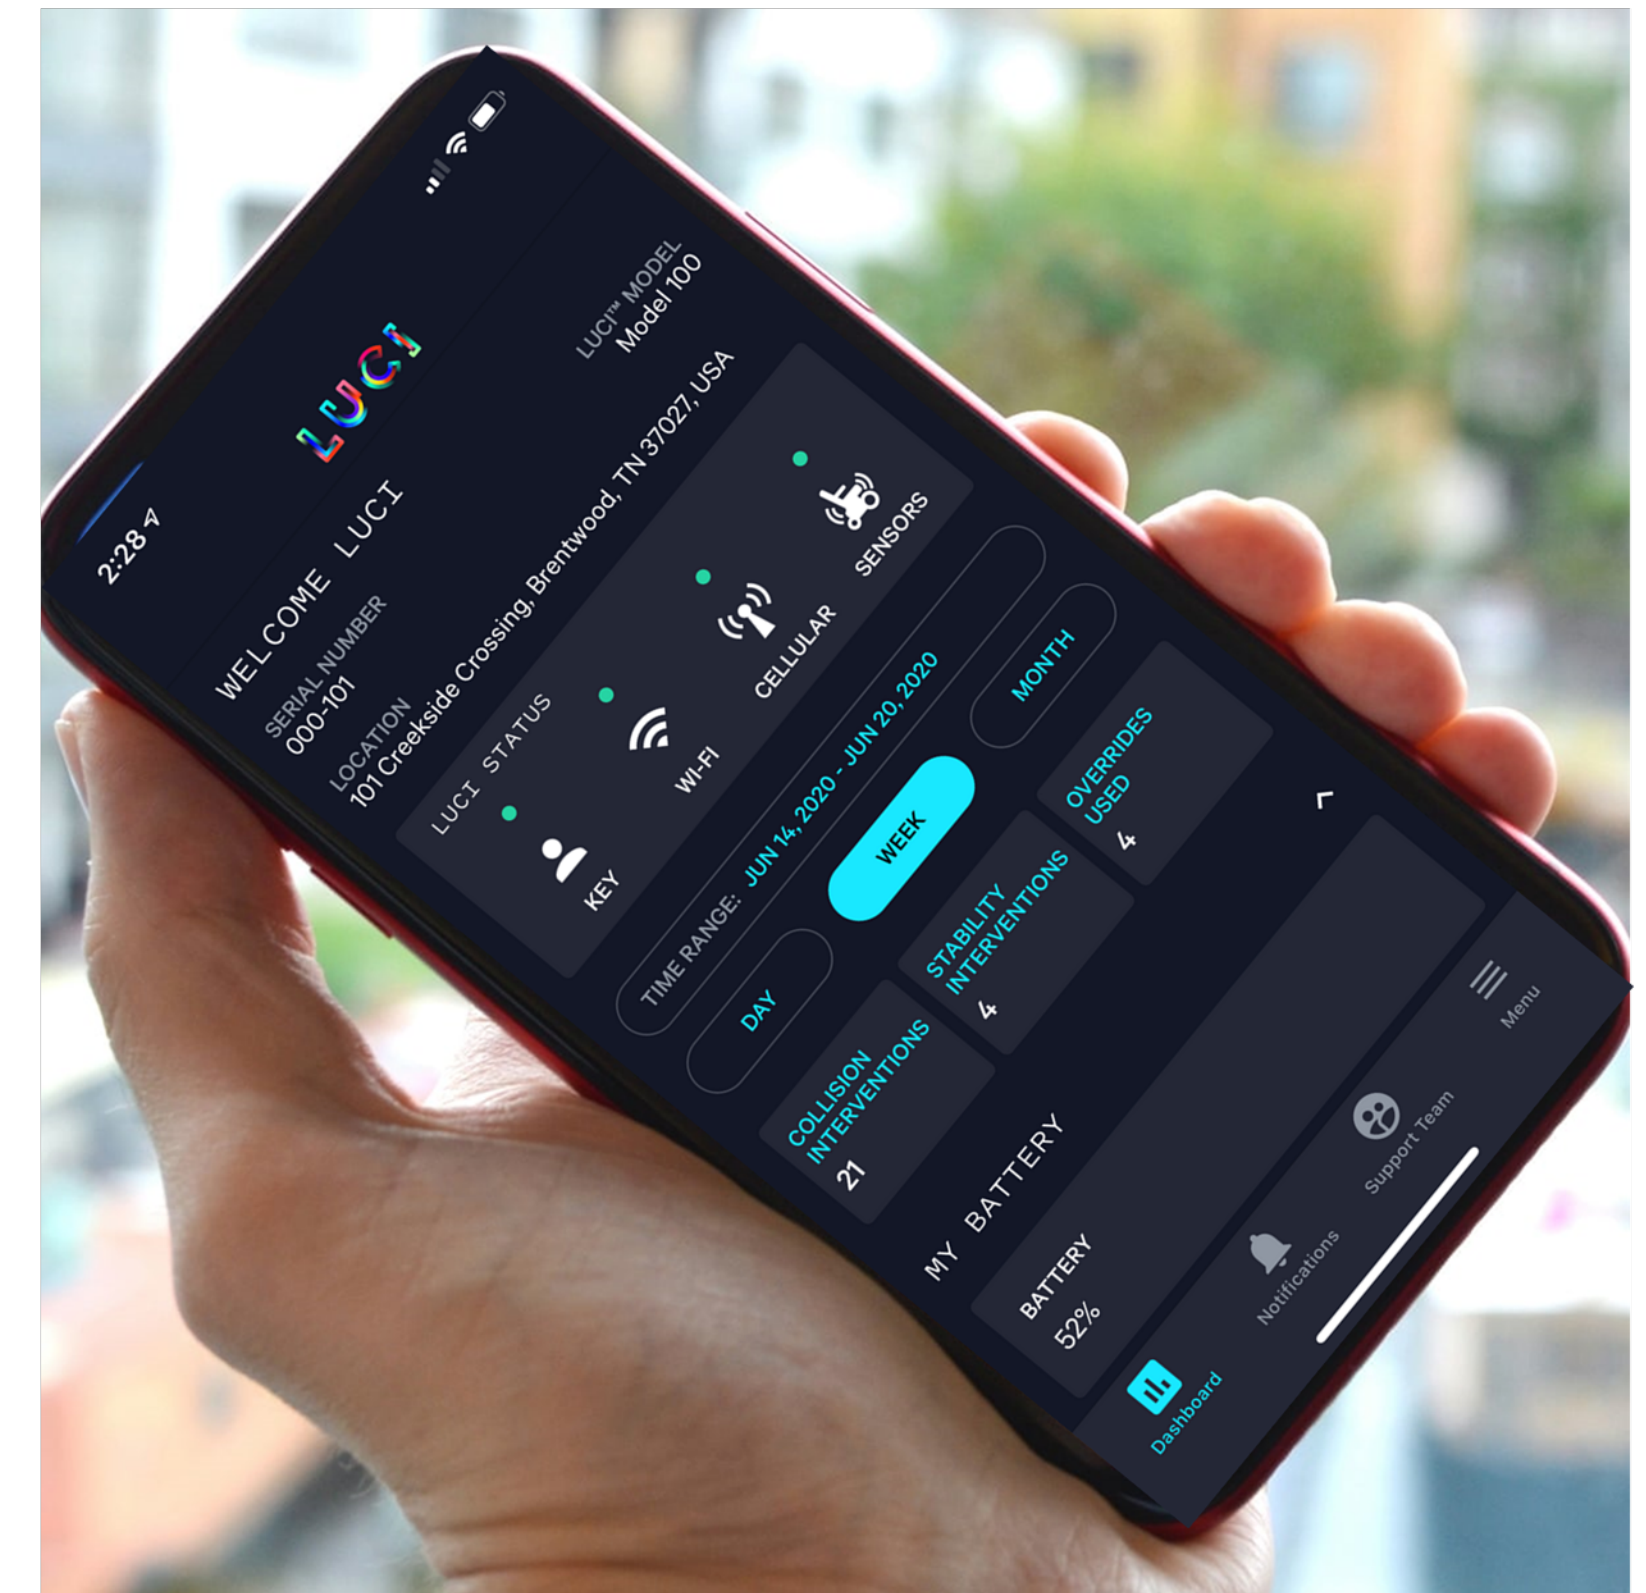 2:28
LUCI
WELCOME LUCI
SERIAL NUMBER
000-101
LUCI™ MODEL
Model 100
LOCATION
101 Creekside Crossing, Brentwood, TN 37027, USA
LUCI STATUS
KEY
WI-FI
CELLULAR
SENSORS
TIME RANGE: JUN 14, 2020 - JUN 20, 2020
DAY
WEEK
MONTH
COLLISION
INTERVENTIONS
21
STABILITY
INTERVENTIONS
4
OVERRIDES
USED
4
MY BATTERY
BATTERY
52%
Dashboard
Notifications
Support Team
Menu